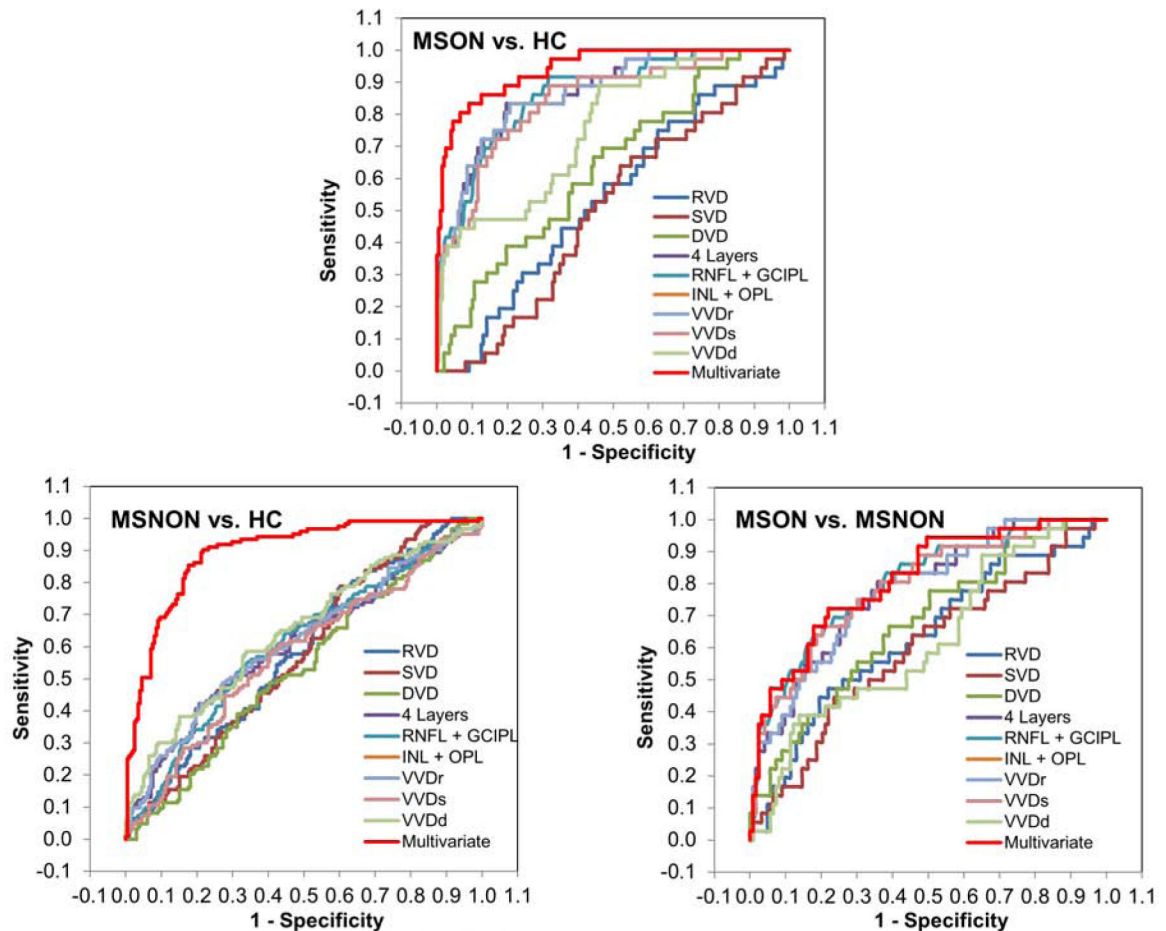 MSON vs. HC
1.1
1.0
0.9
0.8
0.7
0.6
0.5
0.4
0.3
0.2
0.1
0.0
-0.1
Sensitivity
RVD
SVD
DVD
4 Layers
RNFL + GCIPL
INL + OPL
VVDr
VVDs
VVDd
Multivariate
-0.1 0.0 0.1 0.2 0.3 0.4 0.5 0.6 0.7 0.8 0.9 1.0 1.1
1 - Specificity
MSNON vs. HC
1.1
1.0
0.9
0.8
0.7
0.6
0.5
0.4
0.3
0.2
0.1
0.0
-0.1
Sensitivity
RVD
SVD
DVD
4 Layers
RNFL + GCIPL
INL + OPL
VVDr
VVDs
VVDd
Multivariate
-0.1 0.0 0.1 0.2 0.3 0.4 0.5 0.6 0.7 0.8 0.9 1.0 1.1
1 - Specificity
MSON vs. MSNON
1.1
1.0
0.9
0.8
0.7
0.6
0.5
0.4
0.3
0.2
0.1
0.0
-0.1
Sensitivity
RVD
SVD
DVD
4 Layers
RNFL + GCIPL
INL + OPL
VVDr
VVDs
VVDd
Multivariate
-0.1 0.0 0.1 0.2 0.3 0.4 0.5 0.6 0.7 0.8 0.9 1.0 1.1
1 - Specificity